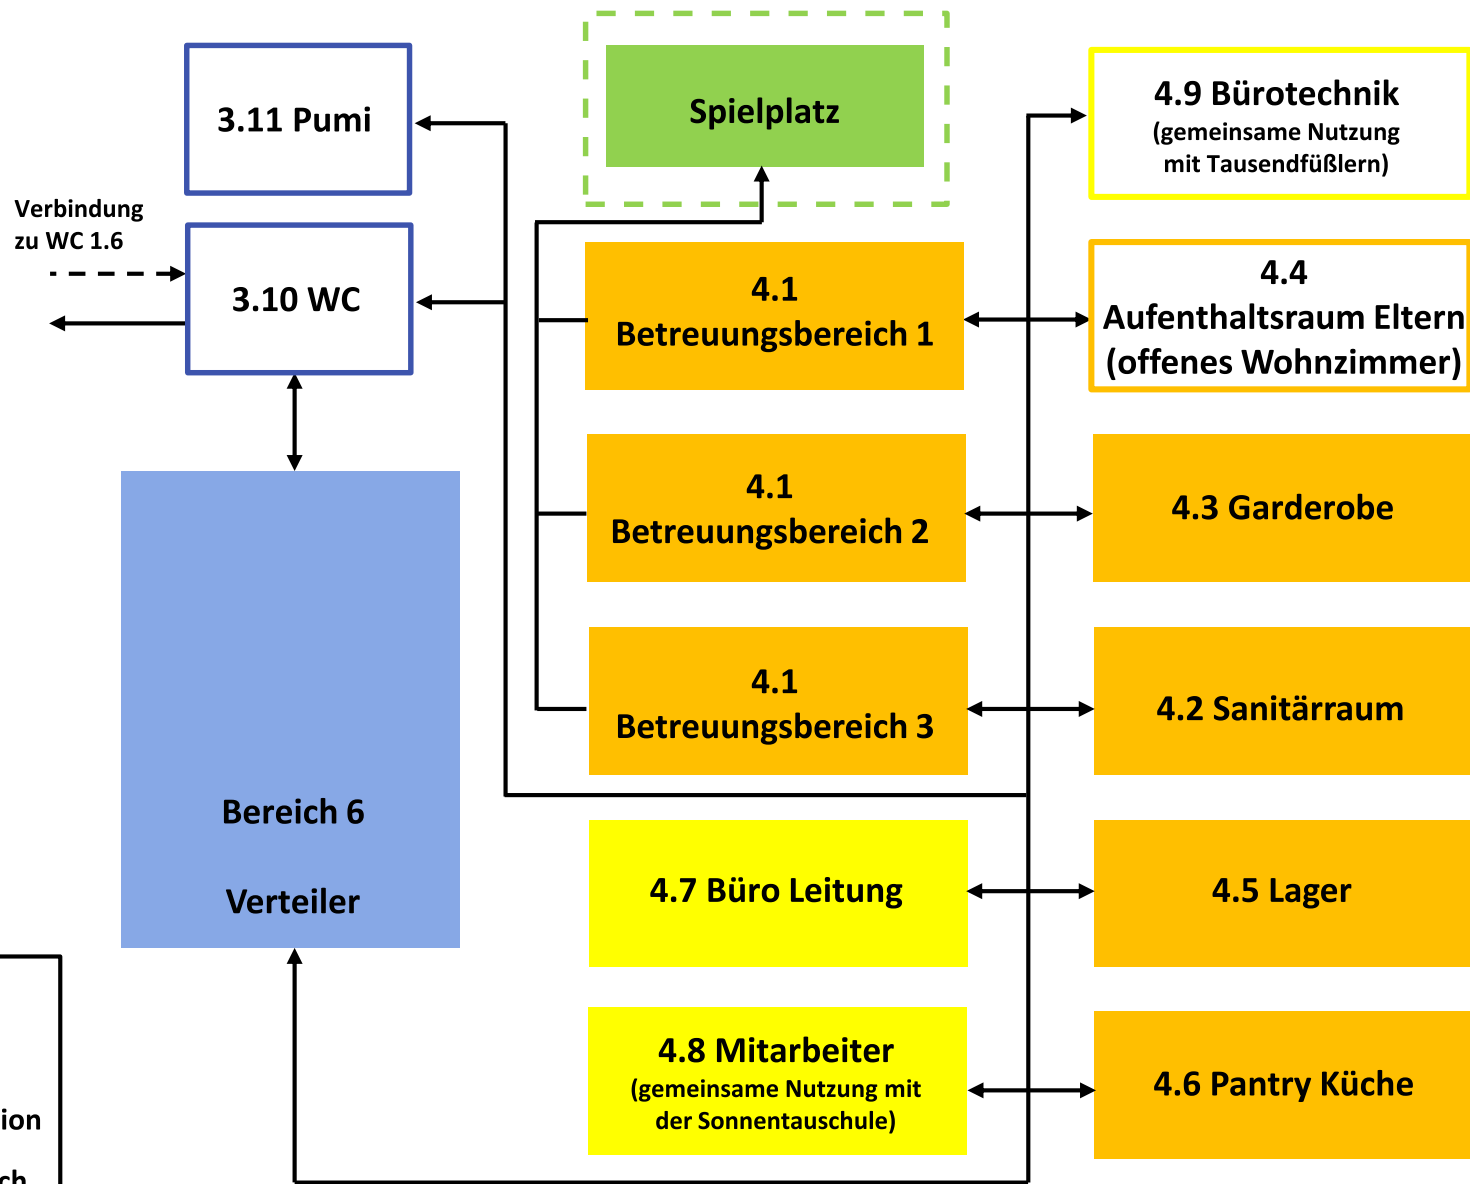 3.11 Pumi
Verbindung
zu WC 1.6
3.10 WC
Bereich 6
Verteiler
Spielplatz
4.1
Betreuungsbereich 1
4.1
Betreuungsbereich 2
4.1
Betreuungsbereich 3
4.7 Büro Leitung
4.8 Mitarbeiter
(gemeinsame Nutzung mit
der Sonnentauschule)
4.9 Bürotechnik
(gemeinsame Nutzung
mit Tausendfüßlern)
4.4
Aufenthaltsraum Eltern
(offenes Wohnzimmer)
4.3 Garderobe
4.2 Sanitärraum
4.5 Lager
4.6 Pantry Küche
ion
ch